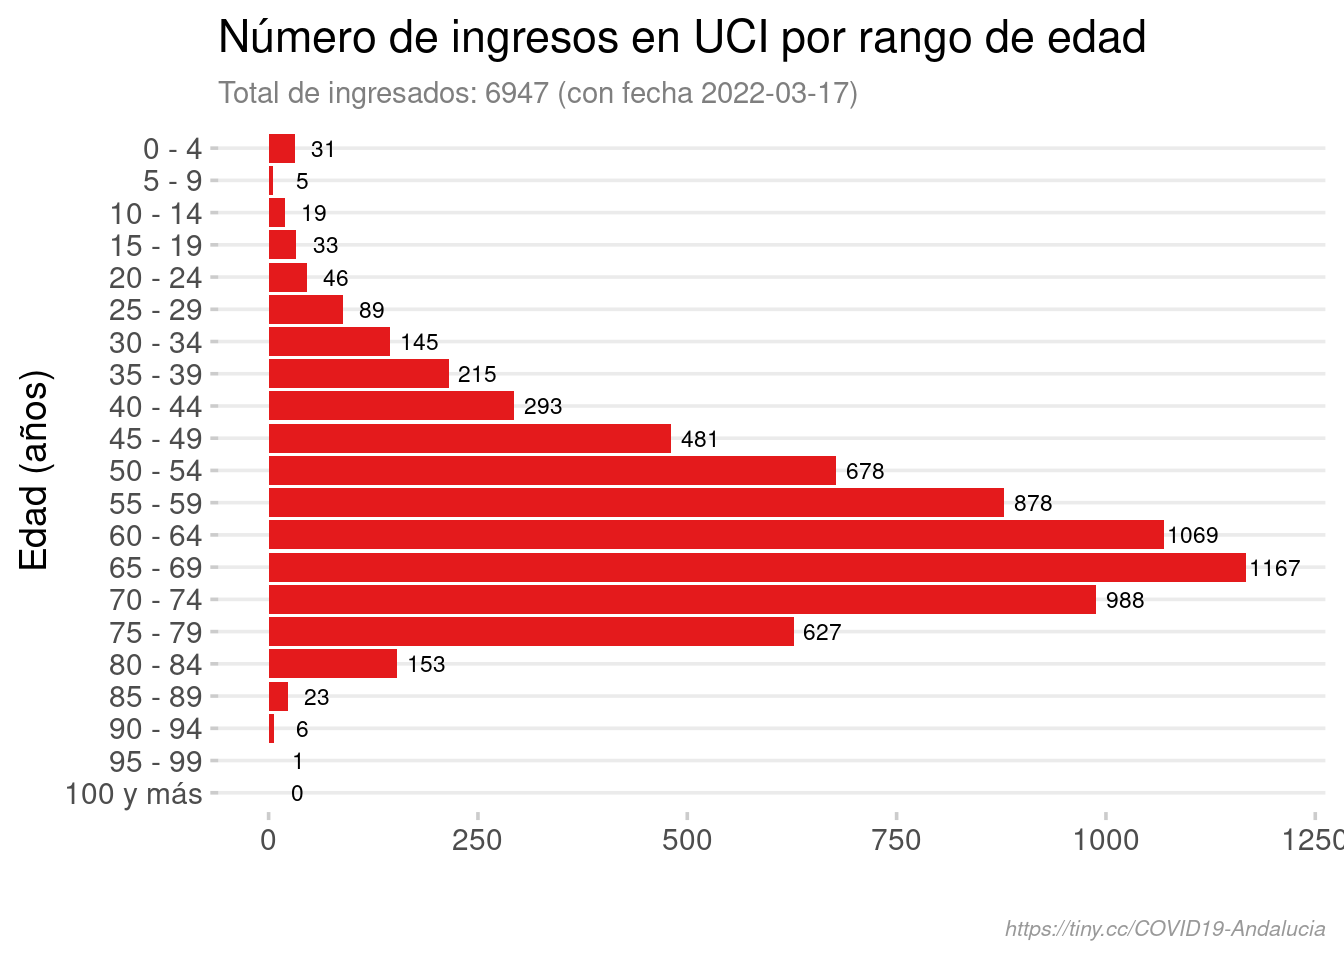 Número de ingresos en UCI por rango de edad
Total de ingresados: 6947 (con fecha 2022-03-17)
Edad (años)
0 - 4 31
5 - 9 5
10 - 14 19
15 - 19 33
20 - 24 46
25 - 29 89
30 - 34 145
35 - 39 215
40 - 44 293
45 - 49 481
50 - 54 678
55 - 59 878
60 - 64 1069
65 - 69 1167
70 - 74 988
75 - 79 627
80 - 84 153
85 - 89 23
90 - 94 6
95 - 99 1
100 y más 0
0 250 500 750 1000 1250
https://tiny.cc/COVID19-Andalucia